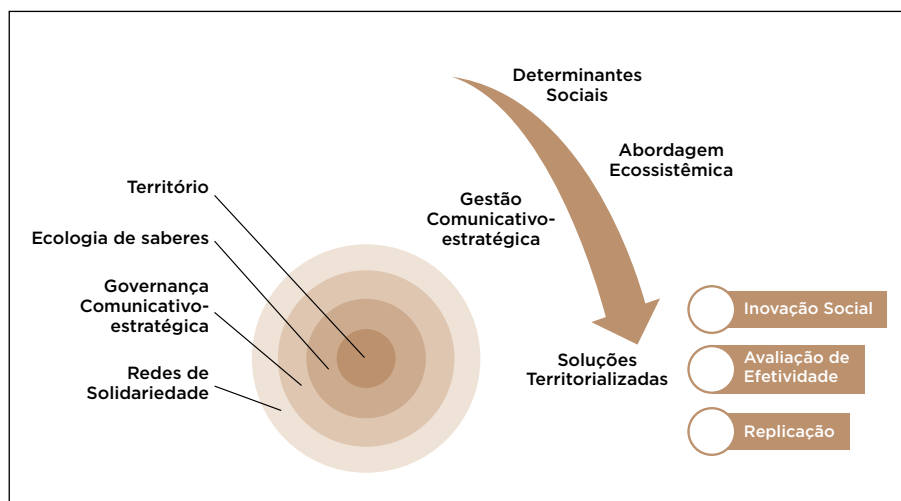 Determinantes
Sociais
Abordagem
Ecossistêmica
Gestão
Comunicativo-
estratégica
Território
Ecologia de saberes
Governança
Comunicativo-
estratégica
Redes de
Solidariedade
Soluções
Territorializadas
Inovação Social
Avaliação de
Efetividade
Replicação